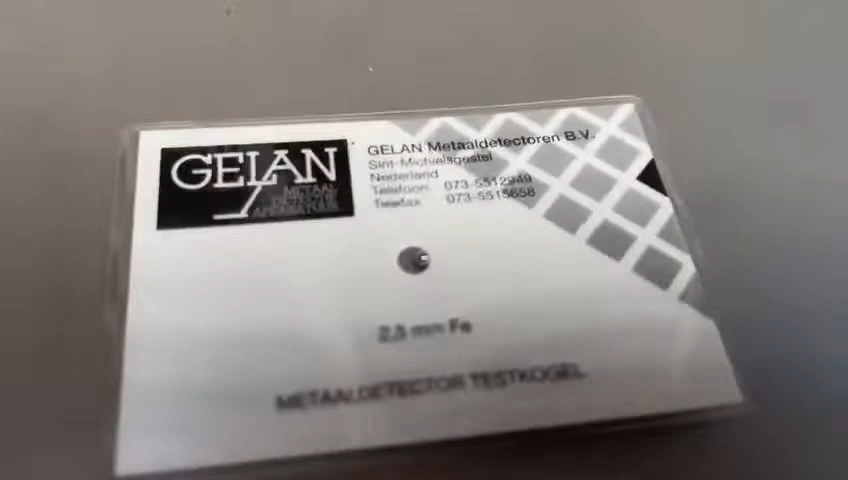 GELAN
METAAL
DETECTIE
APPARATUUR
GELAN Metaaldetectoren B.V.
Sint-Michielsgestel
Nederland
Telefoon 073-5512949
Telefax 073-5515658
2,5 mm Fe
METAALDETECTOR TESTKOGEL